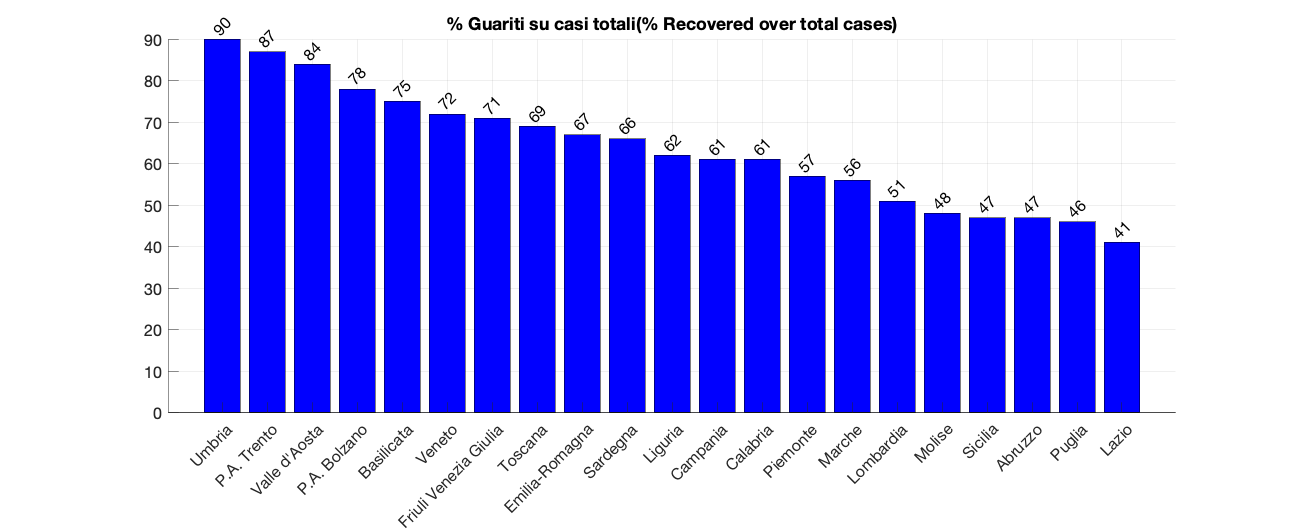 % Guariti su casi totali(% Recovered over total cases)
90
87
84
78
75
72
71
69
67
66
62
61
61
57
56
51
48
47
47
46
41
90
80
70
60
50
40
30
20
10
0
Umbria
P.A. Trento
Valle d'Aosta
P.A. Bolzano
Basilicata
Veneto
Friuli Venezia Giulia
Toscana
Emilia-Romagna
Sardegna
Liguria
Campania
Calabria
Piemonte
Marche
Lombardia
Molise
Sicilia
Abruzzo
Puglia
Lazio